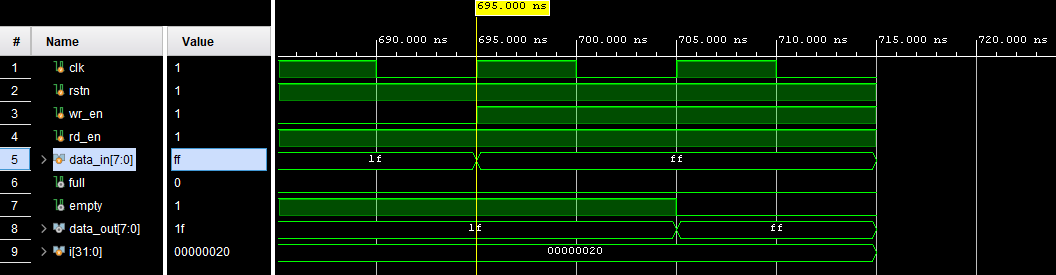 695.000 ns
# Name Value
690.000 ns 695.000 ns 700.000 ns 705.000 ns 710.000 ns 715.000 ns 720.000 ns
1 clk 1
2 rstn 1
3 wr_en 1
4 rd_en 1
5 data_in[7:0] ff 1f ff
6 full 0
7 empty 1
8 data_out[7:0] 1f 1f ff
9 i[31:0] 00000020 00000020